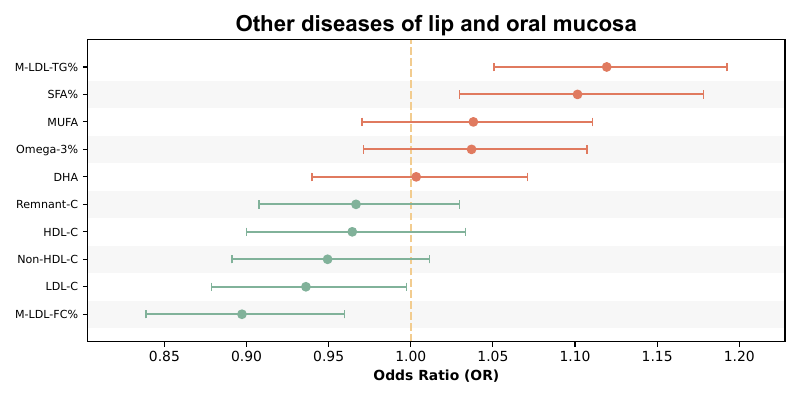 Other diseases of lip and oral mucosa
M-LDL-TG%
SFA%
MUFA
Omega-3%
DHA
Remnant-C
HDL-C
Non-HDL-C
LDL-C
M-LDL-FC%
0.85 0.90 0.95 1.00 1.05 1.10 1.15 1.20
Odds Ratio (OR)